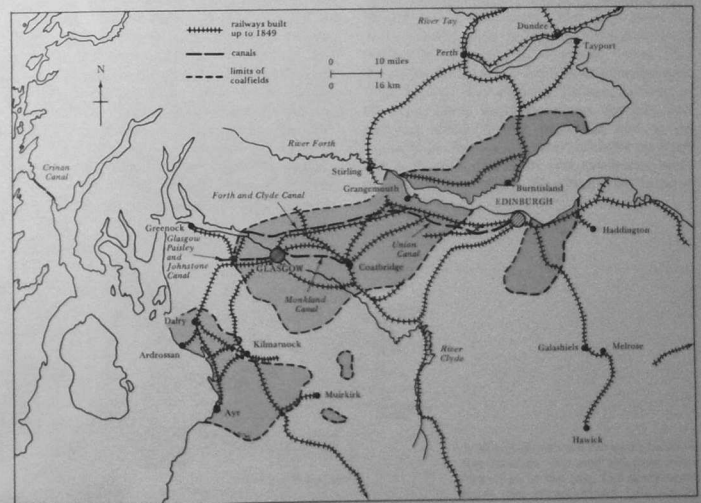 railways built
up to 1849
canals
limits of
coalfields
0 10 miles
0 16 km
N
River Tay
Dundee
Perth
Tayport
River Forth
Crinan
Canal
Stirling
Grangemouth
Burntisland
Forth and Clyde Canal
EDINBURGH
Greenock
Glasgow
Paisley
and
Johnstone
Canal
GLASGOW
Union
Canal
Haddington
Coatbridge
Monkland
Canal
Dalry
Kilmarnock
Ardrossan
River
Clyde
Galashiels
Melrose
Muirkirk
Ayr
Hawick